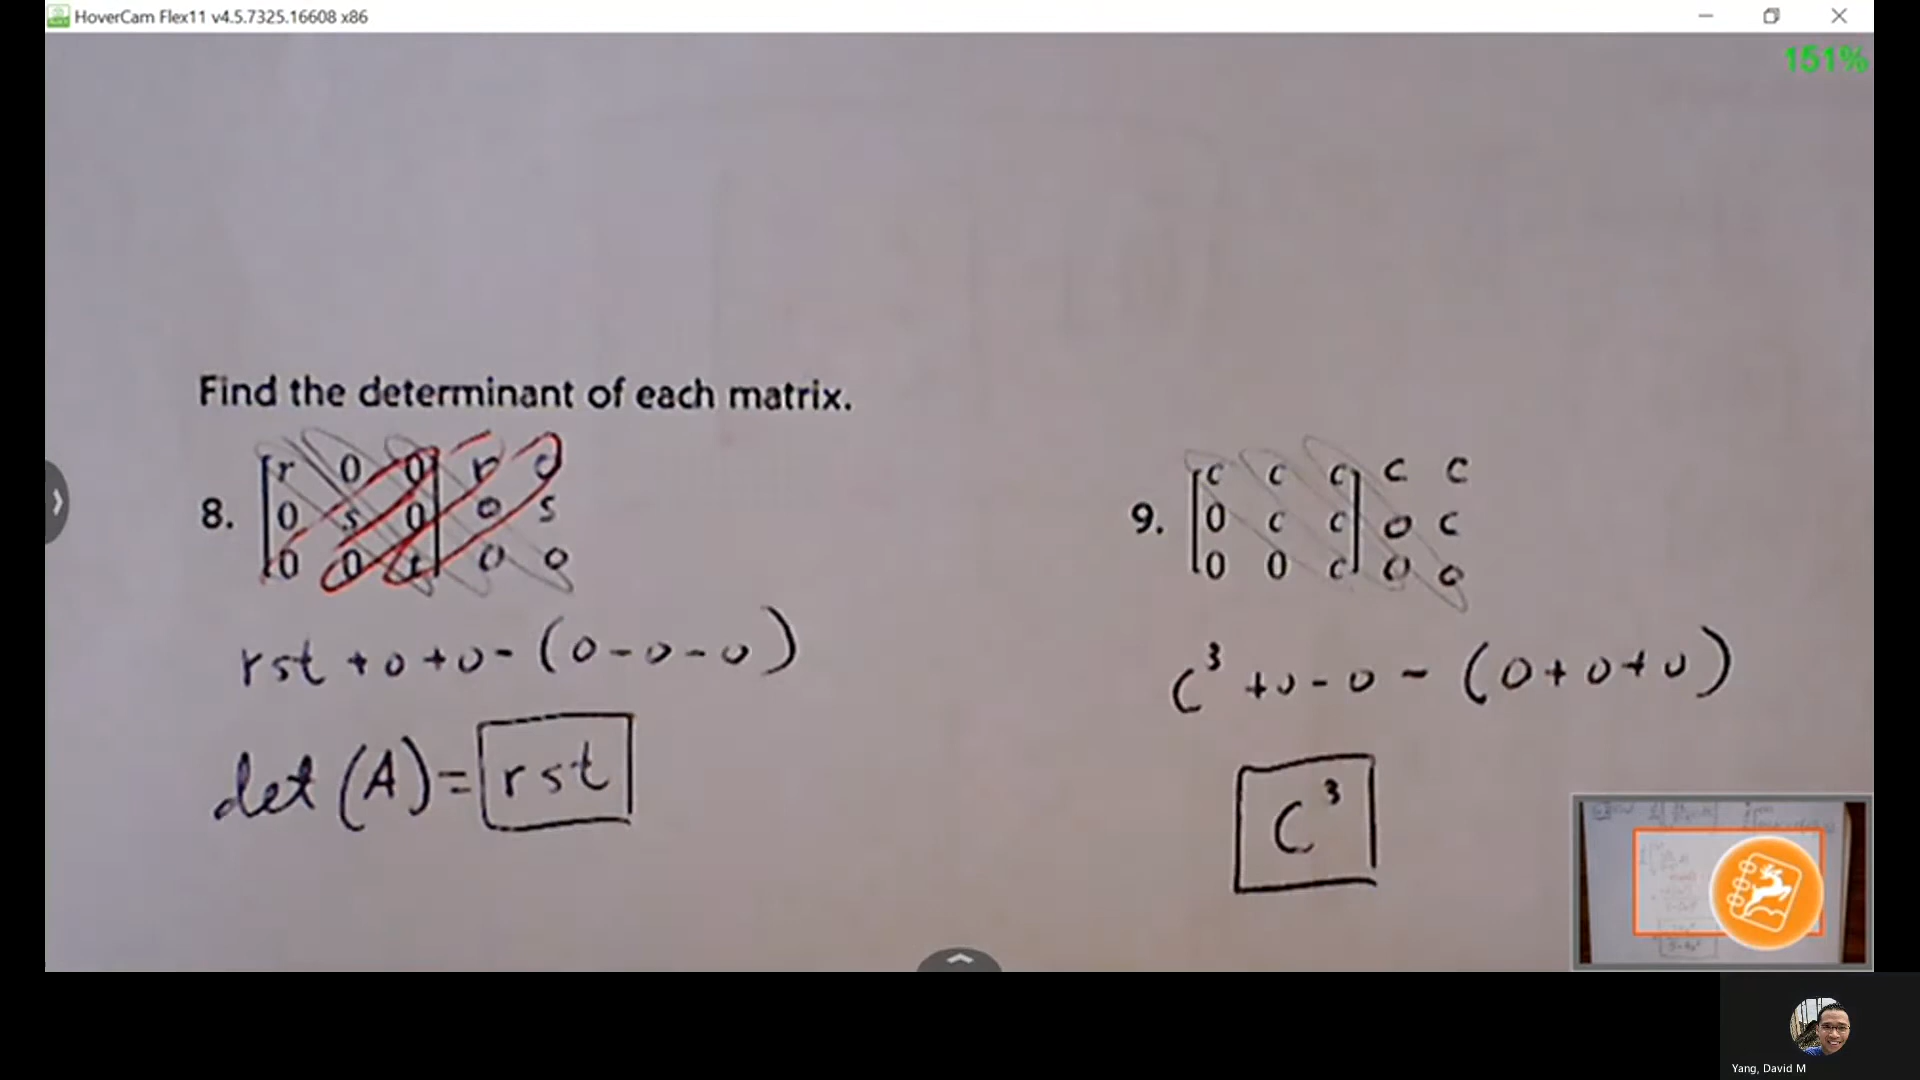 HoverCam Flex11 v4.5.7325.16608 x86
151%
Find the determinant of each matrix.
8.
r 0 0 r 0
0 s 0 0 s
0 0 t 0 0
rst + 0 + 0 - (0 - 0 - 0)
det (A) = rst
9.
c c c c c
0 c c 0 c
0 0 c 0 0
c³ + 0 - 0 - (0 + 0 + 0)
c³
Yang, David M